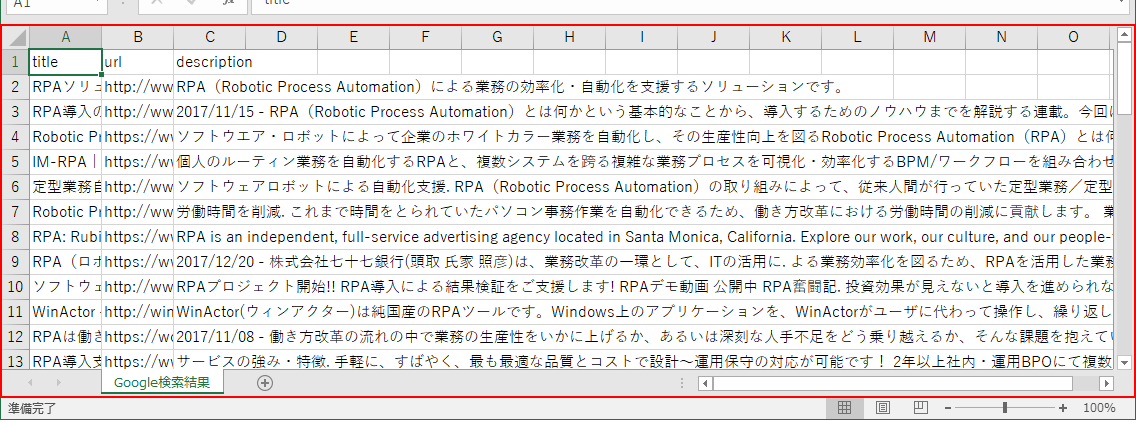 A1 title
A B C D E F G H I J K L M N O
1 title url description
2 RPAソリュ http://ww RPA（Robotic Process Automation）による業務の効率化・自動化を支援するソリューションです。
3 RPA導入の http://ww 2017/11/15 - RPA（Robotic Process Automation）とは何かという基本的なことから、導入するためのノウハウまでを解説する連載。今回に
4 Robotic Pr https://ww ソフトウエア・ロボットによって企業のホワイトカラー業務を自動化し、その生産性向上を図るRobotic Process Automation（RPA）とは何
5 IM-RPA｜ https://ww 個人のルーティン業務を自動化するRPAと、複数システムを跨る複雑な業務プロセスを可視化・効率化するBPM/ワークフローを組み合わせ
6 定型業務自 http://ww ソフトウェアロボットによる自動化支援. RPA（Robotic Process Automation）の取り組みによって、従来人間が行っていた定型業務／定型
7 Robotic Pr http://ww 労働時間を削減. これまで時間をとられていたパソコン事務作業を自動化できるため、働き方改革における労働時間の削減に貢献します。 業
8 RPA: Rubi https://ww RPA is an independent, full-service advertising agency located in Santa Monica, California. Explore our work, our culture, and our people-
9 RPA（ロボ https://ww 2017/12/20 - 株式会社七十七銀行(頭取 氏家 照彦)は、業務改革の一環として、ITの活用に. よる業務効率化を図るため、RPAを活用した業務
10 ソフトウェ http://ww RPAプロジェクト開始!! RPA導入による結果検証をご支援します! RPAデモ動画 公開中 RPA奮闘記. 投資効果が見えないと導入を進められな
11 WinActor http://win WinActor(ウィンアクター)は純国産のRPAツールです。Windows上のアプリケーションを、WinActorがユーザに代わって操作し、繰り返し
12 RPAは働き https://ww 2017/11/08 - 働き方改革の流れの中で業務の生産性をいかに上げるか、あるいは深刻な人手不足をどう乗り越えるか、そんな課題を抱えてい
13 RPA導入支 https://ww サービスの強み・特徴. 手軽に、すばやく、最も最適な品質とコストで設計～運用保守の対応が可能です！ 2年以上社内・運用BPOにて複数
Google検索結果
準備完了 100%